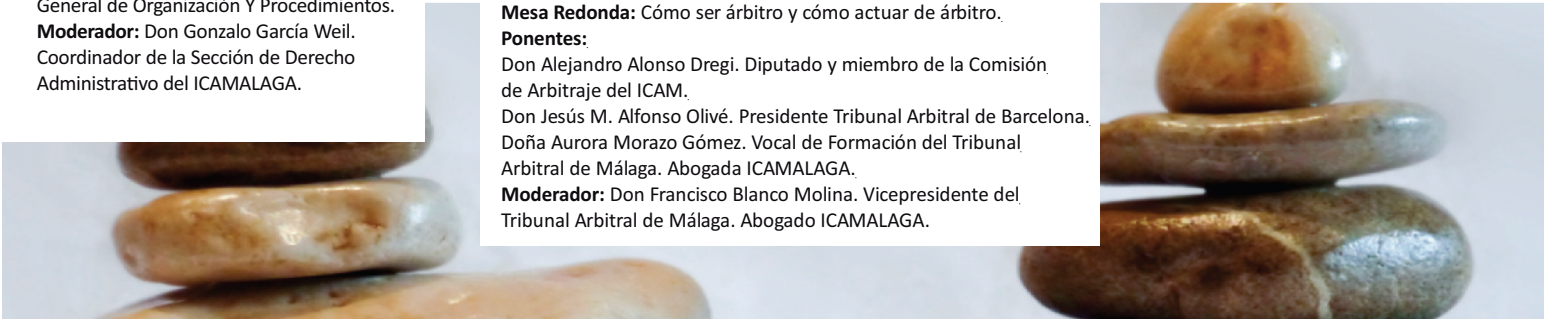 General de Organización Y Procedimientos.
Moderador: Don Gonzalo García Weil.
Coordinador de la Sección de Derecho
Administrativo del ICAMALAGA.
Mesa Redonda: Cómo ser árbitro y cómo actuar de árbitro.
Ponentes:
Don Alejandro Alonso Dregi. Diputado y miembro de la Comisión
de Arbitraje del ICAM.
Don Jesús M. Alfonso Olivé. Presidente Tribunal Arbitral de Barcelona.
Doña Aurora Morazo Gómez. Vocal de Formación del Tribunal
Arbitral de Málaga. Abogada ICAMALAGA.
Moderador: Don Francisco Blanco Molina. Vicepresidente del
Tribunal Arbitral de Málaga. Abogado ICAMALAGA.